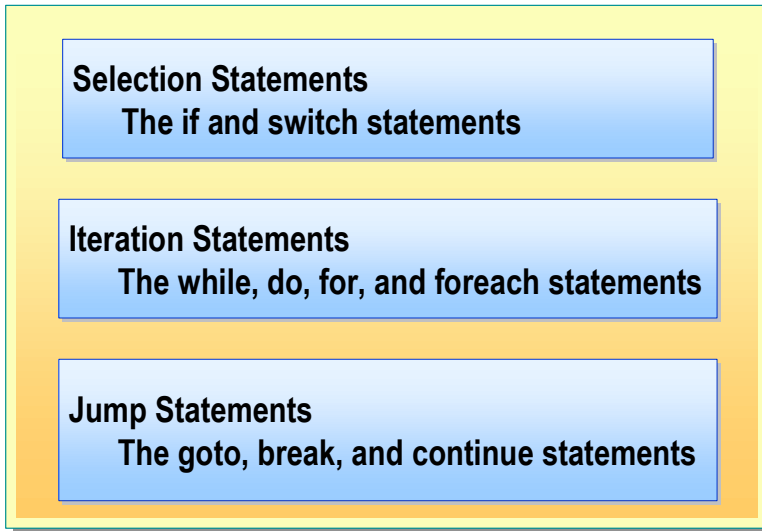 Selection Statements
The if and switch statements
Iteration Statements
The while, do, for, and foreach statements
Jump Statements
The goto, break, and continue statements